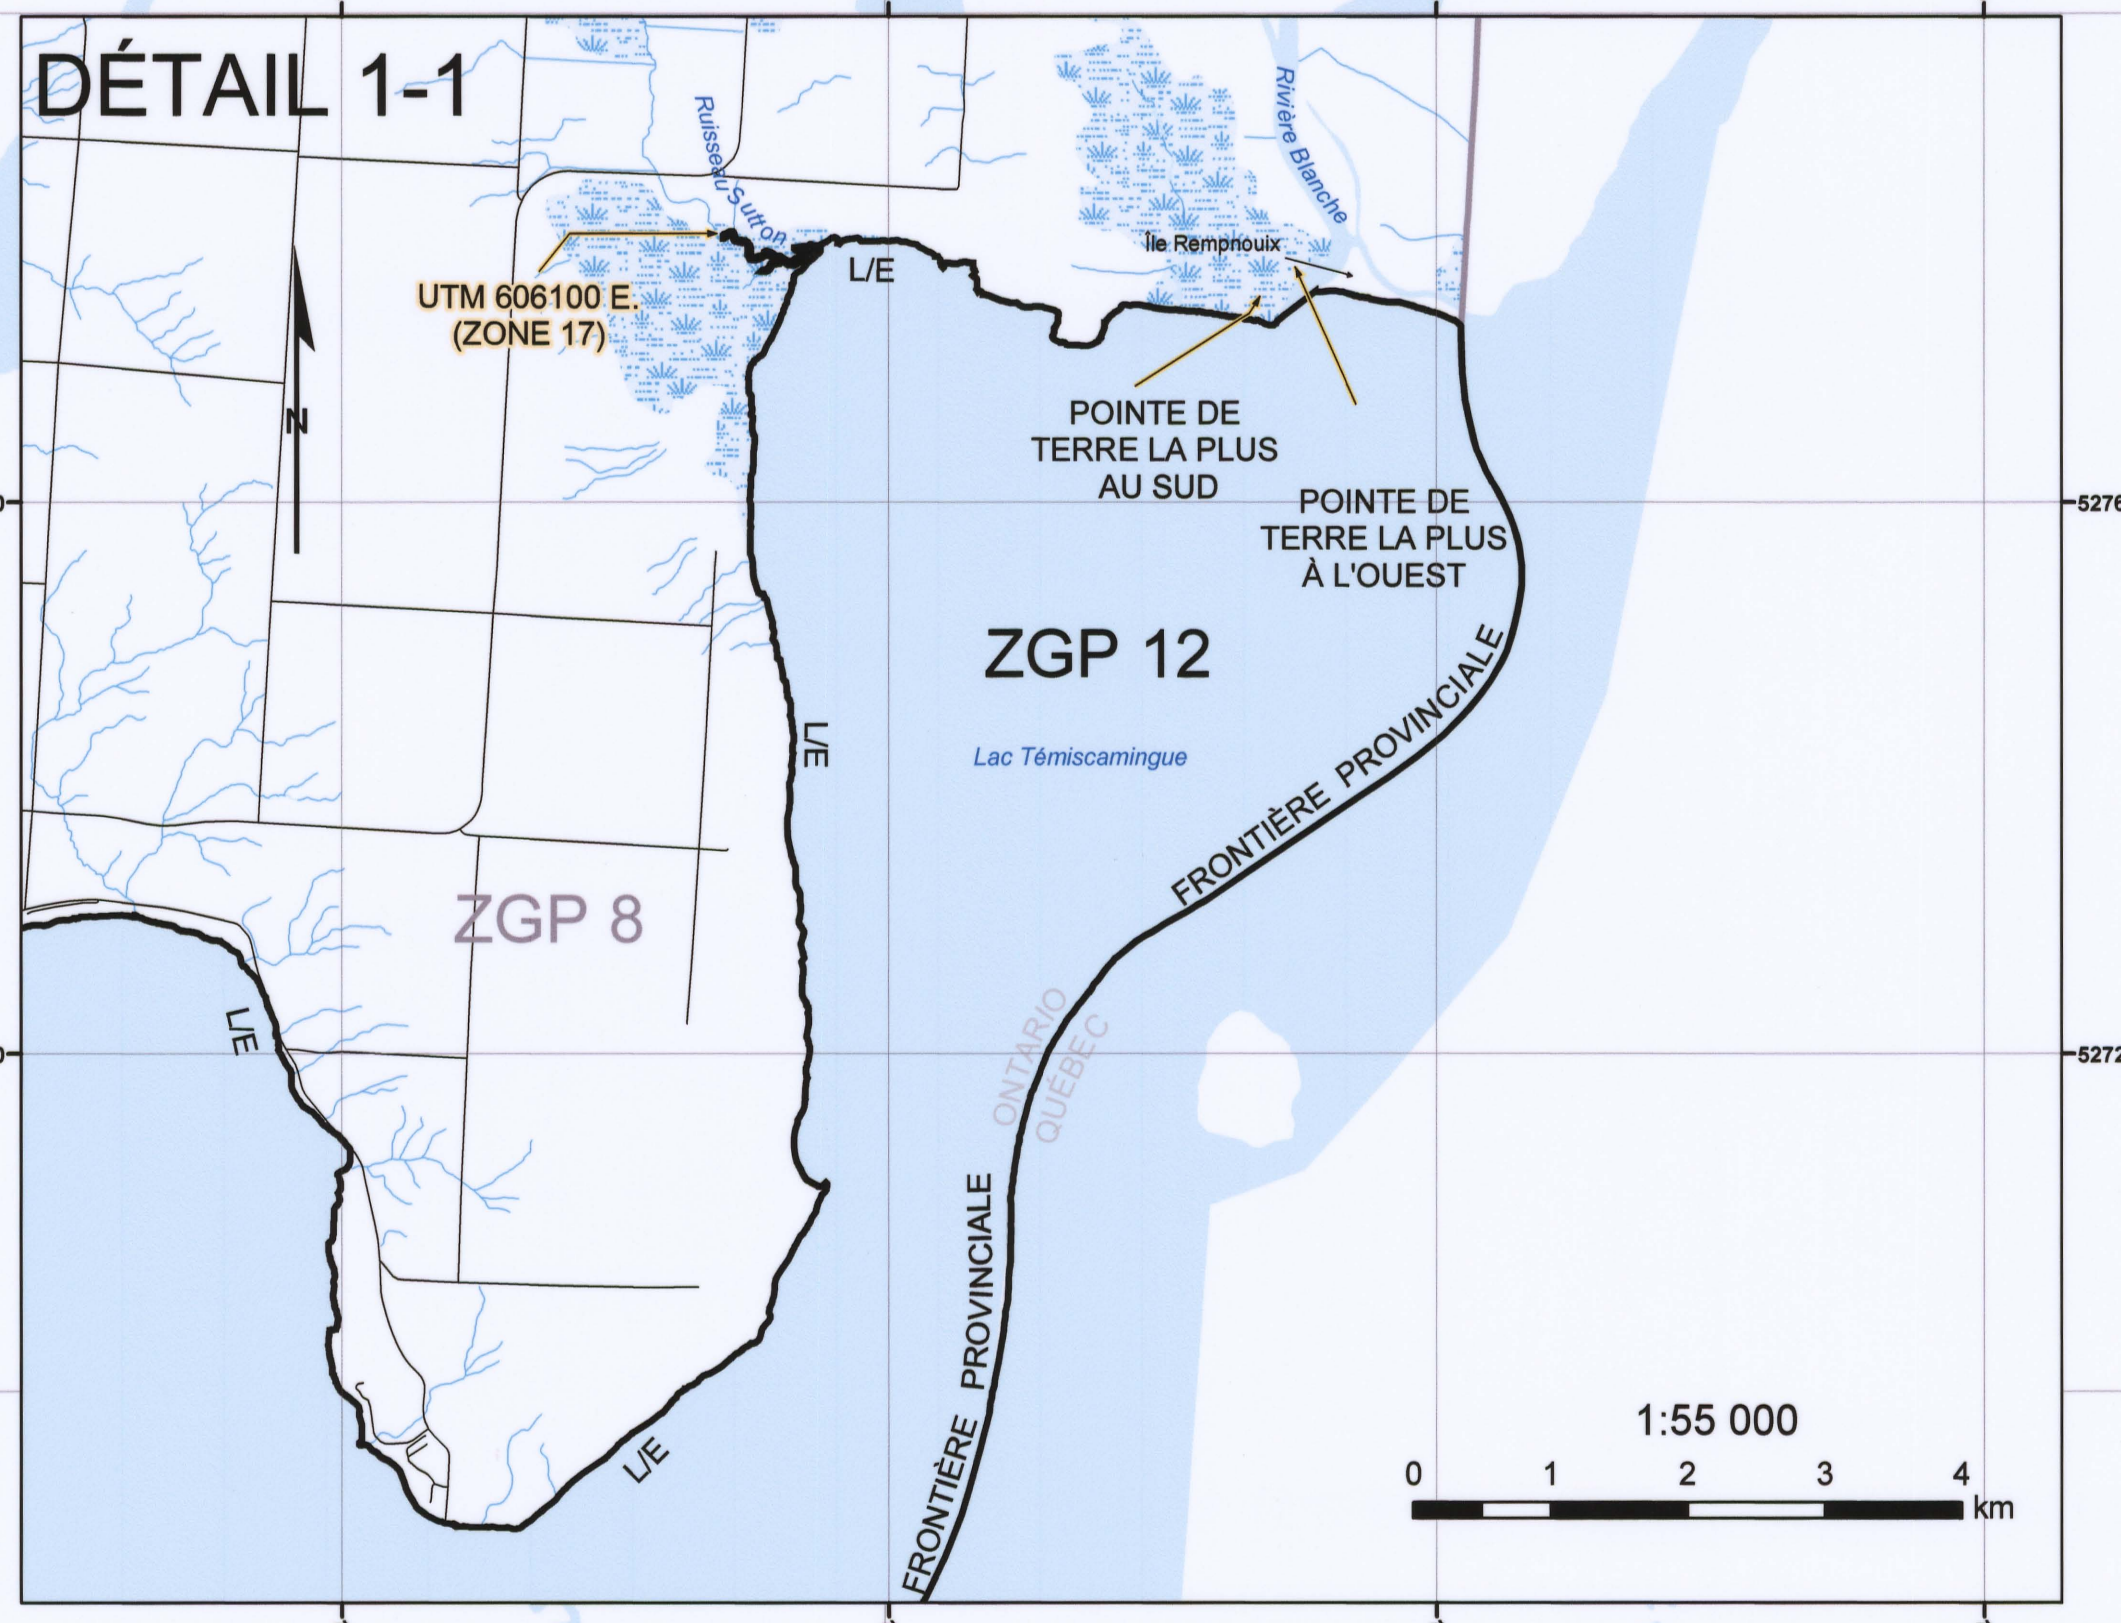 DÉTAIL 1-1
Ruisseau Sutton
Rivière Blanche
Île Rempnouix
L/E
UTM 606100 E.
(ZONE 17)
N
POINTE DE
TERRE LA PLUS
AU SUD
POINTE DE
TERRE LA PLUS
À L'OUEST
5276
ZGP 12
L/E
Lac Témiscamingue
FRONTIÈRE PROVINCIALE
ZGP 8
L/E
ONTARIO
QUÉBEC
5272
FRONTIÈRE PROVINCIALE
L/E
1:55 000
0 1 2 3 4
km